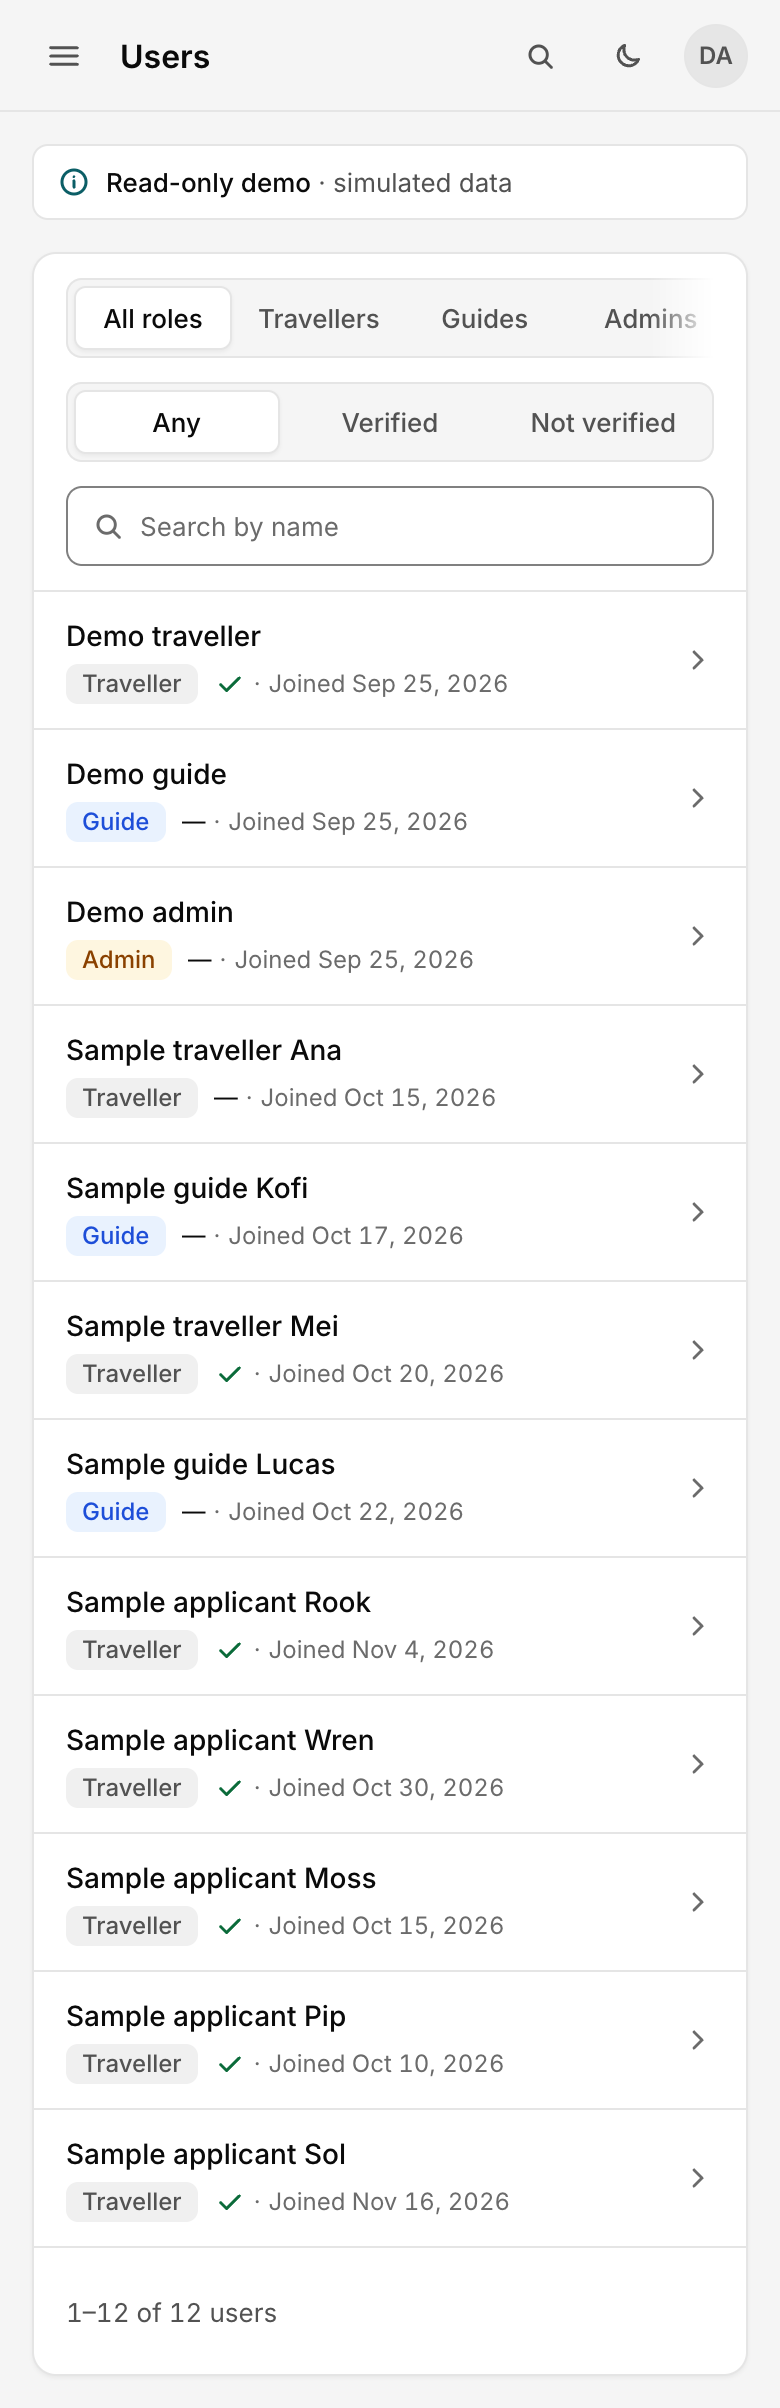 Users
DA
Read-only demo · simulated data
All roles Travellers Guides Admins
Any Verified Not verified
Search by name
Demo traveller
Traveller ✓ · Joined Sep 25, 2026
Demo guide
Guide — · Joined Sep 25, 2026
Demo admin
Admin — · Joined Sep 25, 2026
Sample traveller Ana
Traveller — · Joined Oct 15, 2026
Sample guide Kofi
Guide — · Joined Oct 17, 2026
Sample traveller Mei
Traveller ✓ · Joined Oct 20, 2026
Sample guide Lucas
Guide — · Joined Oct 22, 2026
Sample applicant Rook
Traveller ✓ · Joined Nov 4, 2026
Sample applicant Wren
Traveller ✓ · Joined Oct 30, 2026
Sample applicant Moss
Traveller ✓ · Joined Oct 15, 2026
Sample applicant Pip
Traveller ✓ · Joined Oct 10, 2026
Sample applicant Sol
Traveller ✓ · Joined Nov 16, 2026
1–12 of 12 users